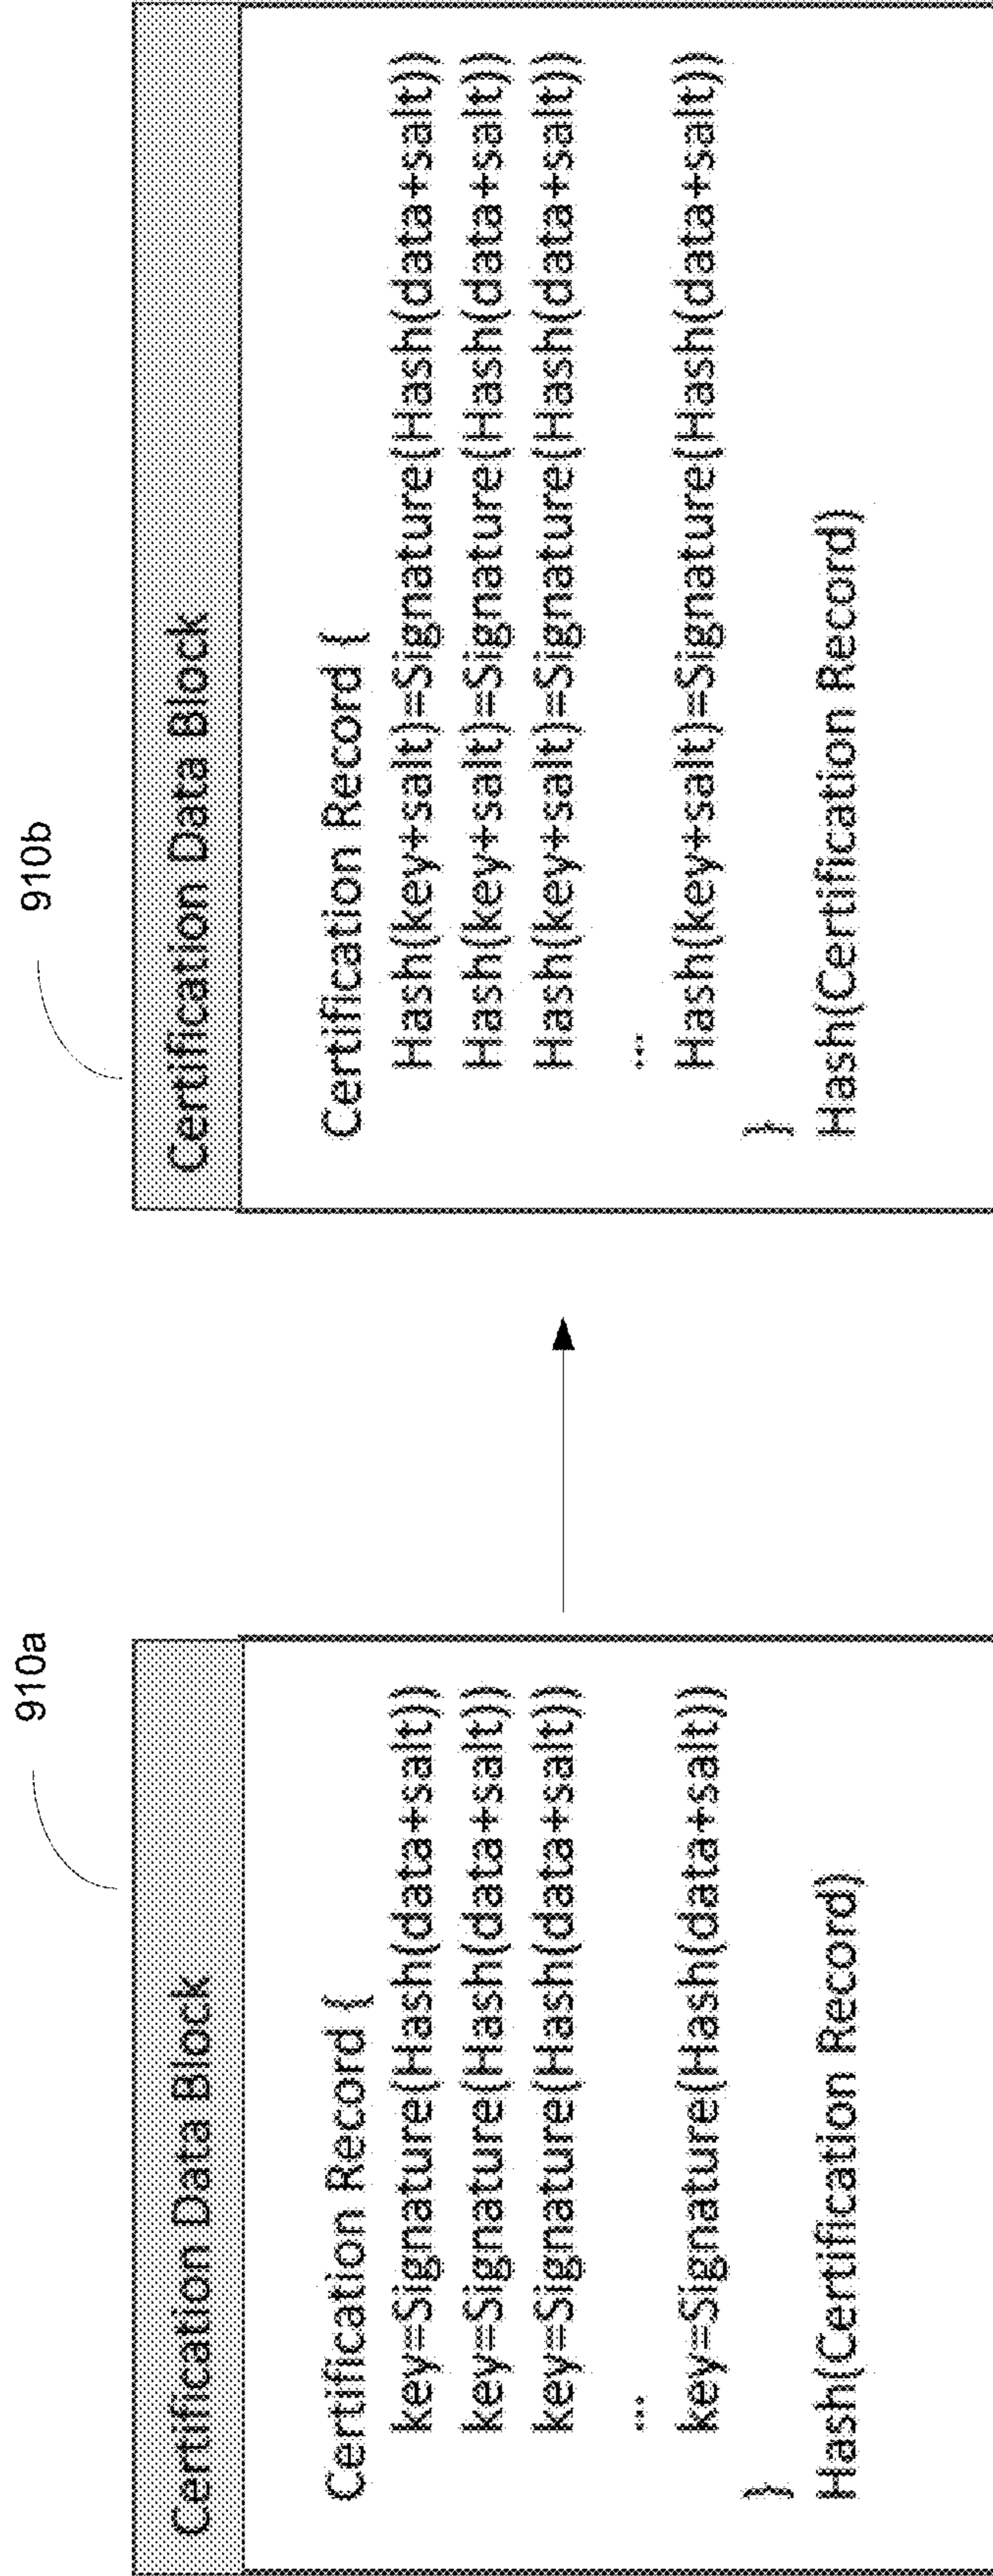 910a
Certification Data Block
Certification Record {
key=Signature(Hash(data+salt))
key=Signature(Hash(data+salt))
key=Signature(Hash(data+salt))
...
key=Signature(Hash(data+salt))
}
Hash(Certification Record)
910b
Certification Data Block
Certification Record {
Hash(key+salt)=Signature(Hash(data+salt))
Hash(key+salt)=Signature(Hash(data+salt))
Hash(key+salt)=Signature(Hash(data+salt))
...
Hash(key+salt)=Signature(Hash(data+salt))
}
Hash(Certification Record)